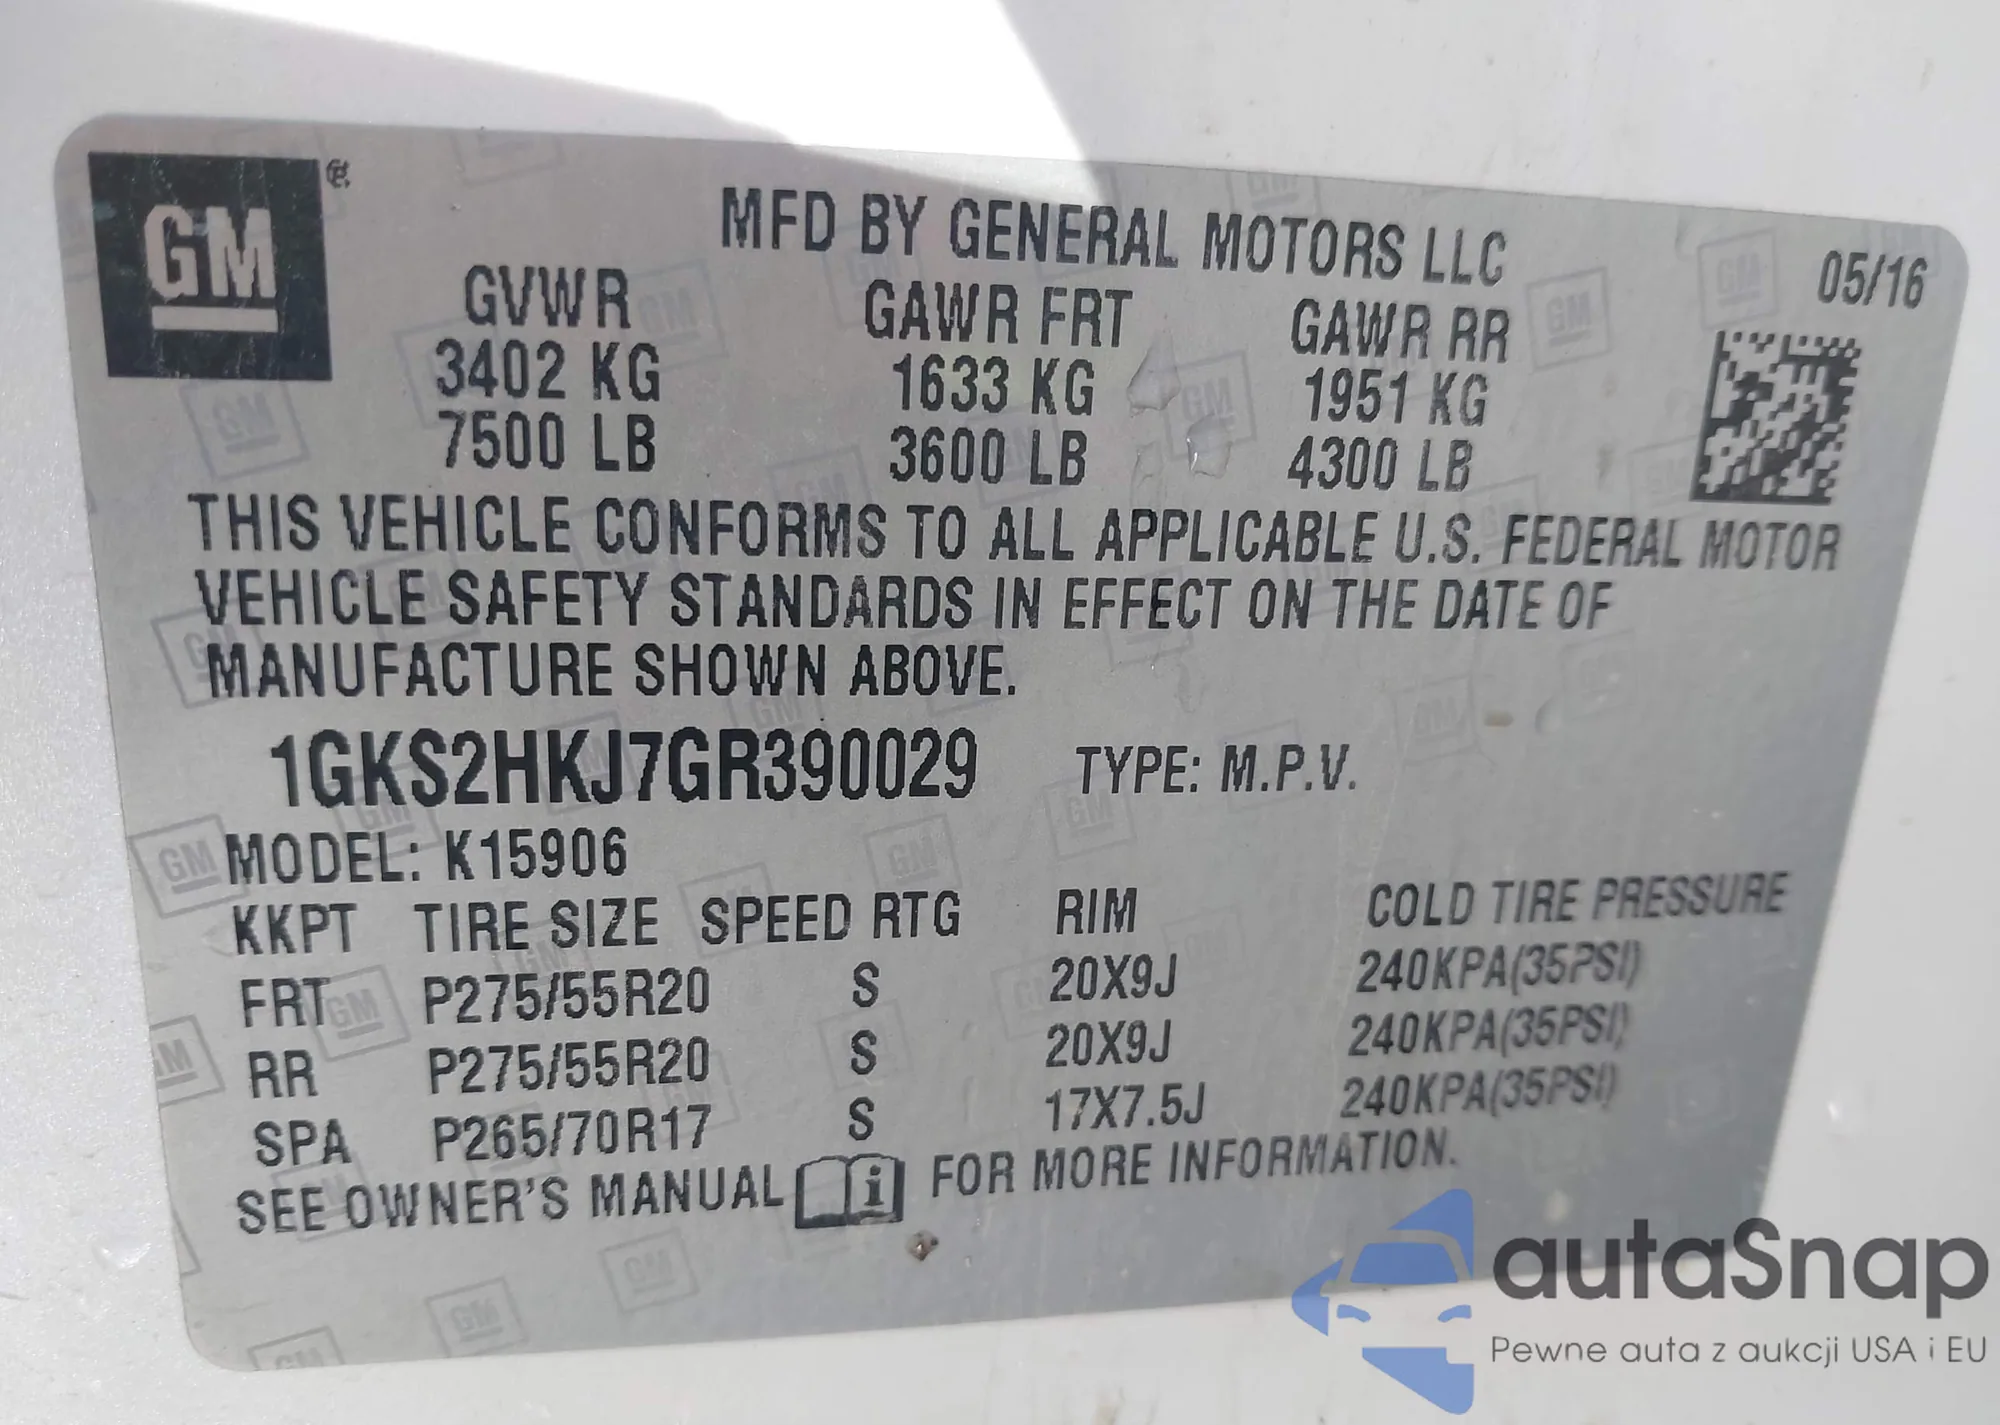 GM
MFD BY GENERAL MOTORS LLC
05/16
GVWR GAWR FRT GAWR RR
3402 KG 1633 KG 1951 KG
7500 LB 3600 LB 4300 LB
THIS VEHICLE CONFORMS TO ALL APPLICABLE U.S. FEDERAL MOTOR
VEHICLE SAFETY STANDARDS IN EFFECT ON THE DATE OF
MANUFACTURE SHOWN ABOVE.
1GKS2HKJ7GR390029 TYPE: M.P.V.
MODEL: K15906
KKPT TIRE SIZE SPEED RTG RIM COLD TIRE PRESSURE
FRT P275/55R20 S 20X9J 240KPA(35PSI)
RR P275/55R20 S 20X9J 240KPA(35PSI)
SPA P265/70R17 S 17X7.5J 240KPA(35PSI)
SEE OWNER'S MANUAL i FOR MORE INFORMATION.
autaSnap
Pewne auta z aukcji USA i EU